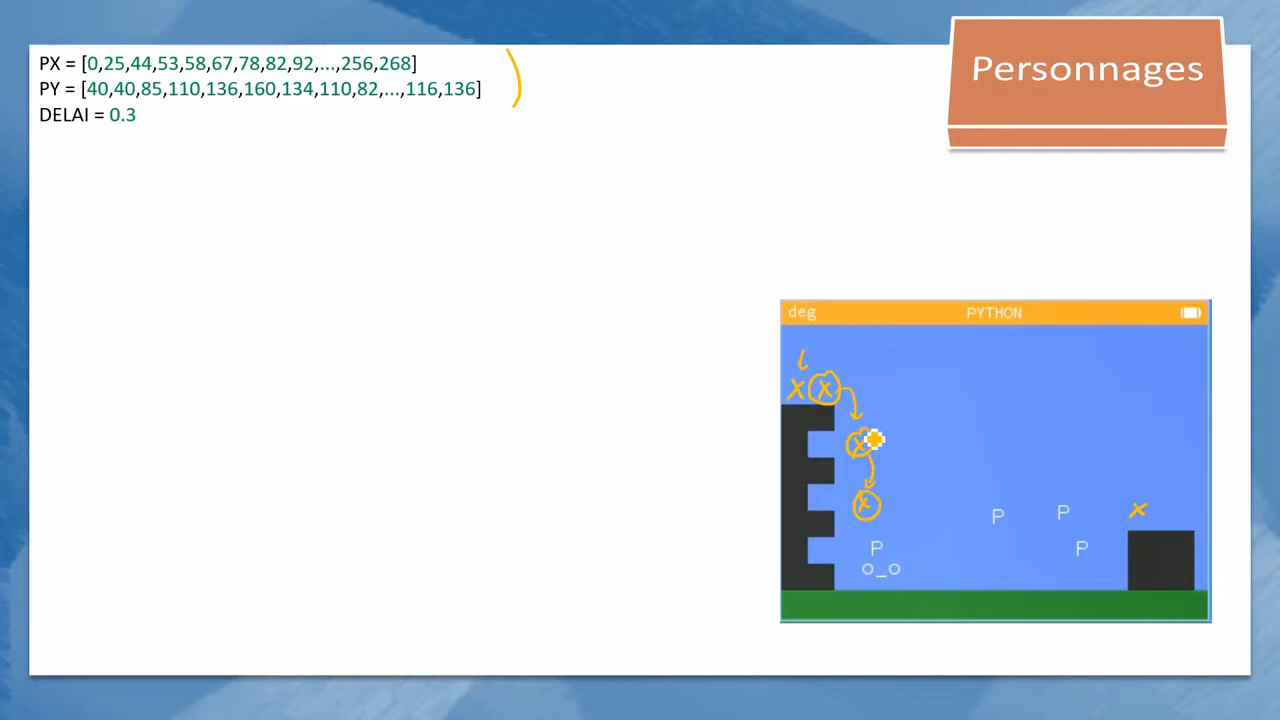 PX = [0,25,44,53,58,67,78,82,92,...,256,268]
PY = [40,40,85,110,136,160,134,110,82,...,116,136]
DELAI = 0.3
Personnages
deg PYTHON
X X
X
X
P P X
P P
o_o